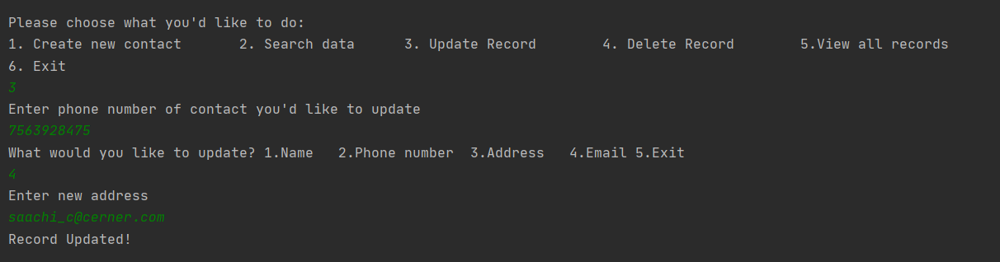 Please choose what you'd like to do:
1. Create new contact       2. Search data      3. Update Record        4. Delete Record        5.View all records
6. Exit
3
Enter phone number of contact you'd like to update
7563928475
What would you like to update? 1.Name   2.Phone number  3.Address   4.Email 5.Exit
4
Enter new address
saachi_c@cerner.com
Record Updated!